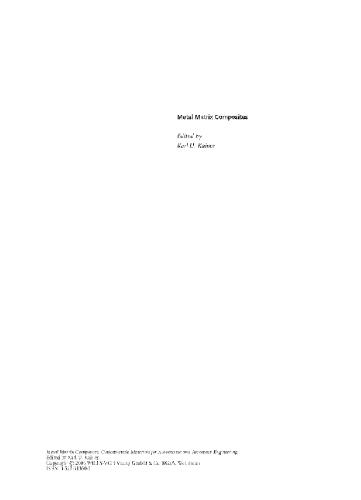 Metal Matrix Composites
Edited by
Karl U. Kainer
Metal Matrix Composites. Custom-made Materials for Automotive and Aerospace Engineering.
Edited by Karl U. Kainer
Copyright © 2006 WILEY-VCH Verlag GmbH & Co. KGaA, Weinheim
ISBN: